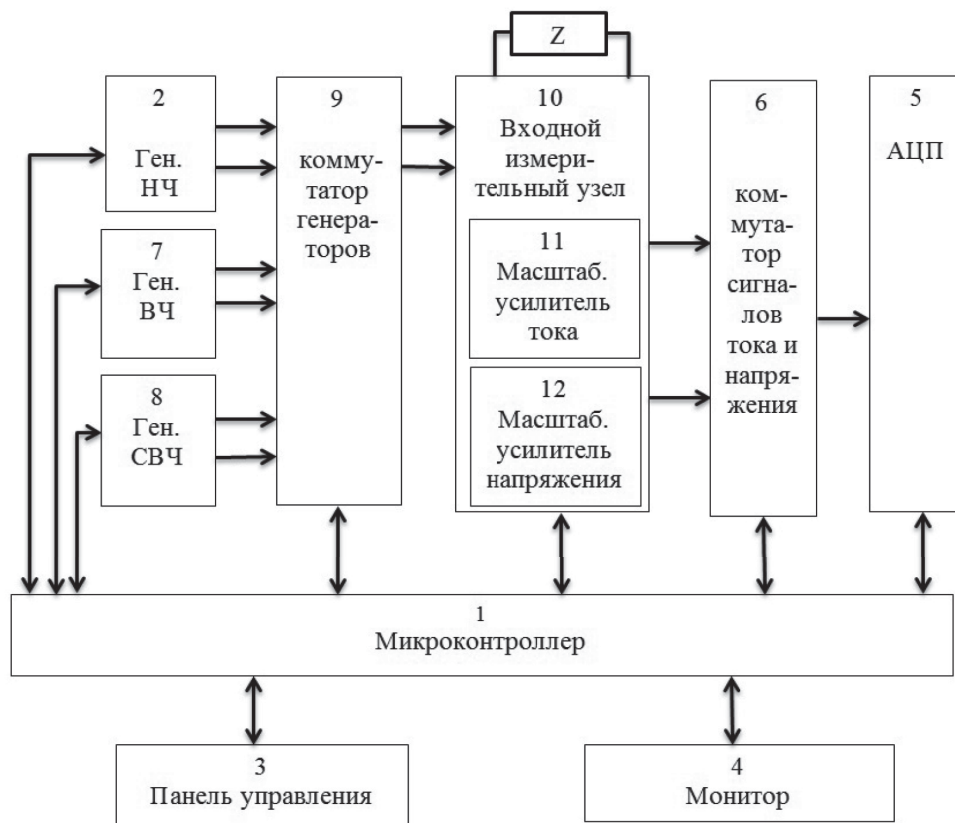 Z
2
Ген.
НЧ
7
Ген.
ВЧ
8
Ген.
СВЧ
9
комму-
татор
генера-
торов
10
Входной
измери-
тельный узел
11
Масштаб.
усилитель
тока
12
Масштаб.
усилитель
напряжения
6
ком-
мута-
тор
сигна-
лов
тока и
напря-
жения
5
АЦП
1
Микроконтроллер
3
Панель управления
4
Монитор